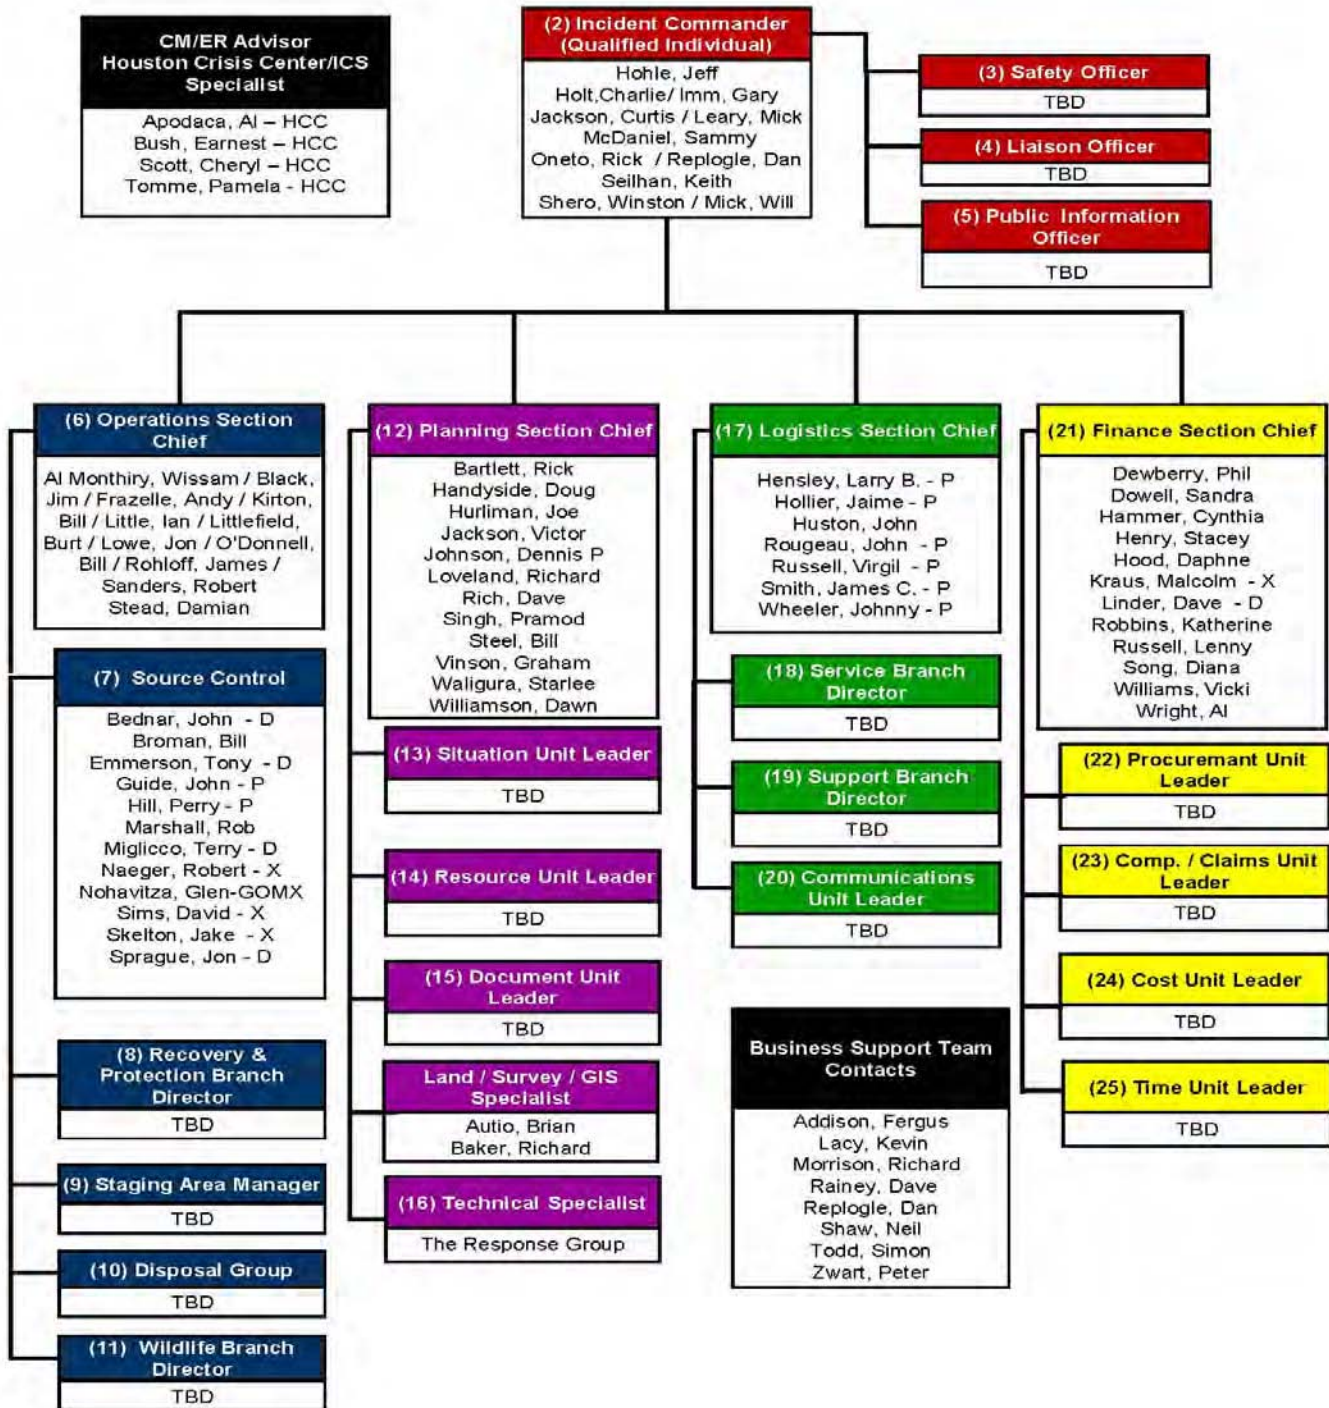 CM/ER Advisor
Houston Crisis Center/ICS
Specialist
Apodaca, Al – HCC
Bush, Earnest – HCC
Scott, Cheryl – HCC
Tomme, Pamela - HCC
(2) Incident Commander
(Qualified Individual)
Hohle, Jeff
Holt,Charlie/ Imm, Gary
Jackson, Curtis / Leary, Mick
McDaniel, Sammy
Oneto, Rick / Replogle, Dan
Seilhan, Keith
Shero, Winston / Mick, Will
(3) Safety Officer
TBD
(4) Liaison Officer
TBD
(5) Public Information
Officer
TBD
(6) Operations Section
Chief
Al Monthiry, Wissam / Black,
Jim / Frazelle, Andy / Kirton,
Bill / Little, Ian / Littlefield,
Burt / Lowe, Jon / O'Donnell,
Bill / Rohloff, James /
Sanders, Robert
Stead, Damian
(7) Source Control
Bednar, John - D
Broman, Bill
Emmerson, Tony - D
Guide, John - P
Hill, Perry - P
Marshall, Rob
Miglicco, Terry - D
Naeger, Robert - X
Nohavitza, Glen-GOMX
Sims, David - X
Skelton, Jake - X
Sprague, Jon - D
(8) Recovery &
Protection Branch
Director
TBD
(9) Staging Area Manager
TBD
(10) Disposal Group
TBD
(11) Wildlife Branch
Director
TBD
(12) Planning Section Chief
Bartlett, Rick
Handyside, Doug
Hurliman, Joe
Jackson, Victor
Johnson, Dennis P
Loveland, Richard
Rich, Dave
Singh, Pramod
Steel, Bill
Vinson, Graham
Waligura, Starlee
Williamson, Dawn
(13) Situation Unit Leader
TBD
(14) Resource Unit Leader
TBD
(15) Document Unit
Leader
TBD
Land / Survey / GIS
Specialist
Autio, Brian
Baker, Richard
(16) Technical Specialist
The Response Group
(17) Logistics Section Chief
Hensley, Larry B. - P
Hollier, Jaime - P
Huston, John
Rougeau, John - P
Russell, Virgil - P
Smith, James C. - P
Wheeler, Johnny - P
(18) Service Branch
Director
TBD
(19) Support Branch
Director
TBD
(20) Communications
Unit Leader
TBD
Business Support Team
Contacts
Addison, Fergus
Lacy, Kevin
Morrison, Richard
Rainey, Dave
Replogle, Dan
Shaw, Neil
Todd, Simon
Zwart, Peter
(21) Finance Section Chief
Dewberry, Phil
Dowell, Sandra
Hammer, Cynthia
Henry, Stacey
Hood, Daphne
Kraus, Malcolm - X
Linder, Dave - D
Robbins, Katherine
Russell, Lenny
Song, Diana
Williams, Vicki
Wright, Al
(22) Procuremant Unit
Leader
TBD
(23) Comp. / Claims Unit
Leader
TBD
(24) Cost Unit Leader
TBD
(25) Time Unit Leader
TBD